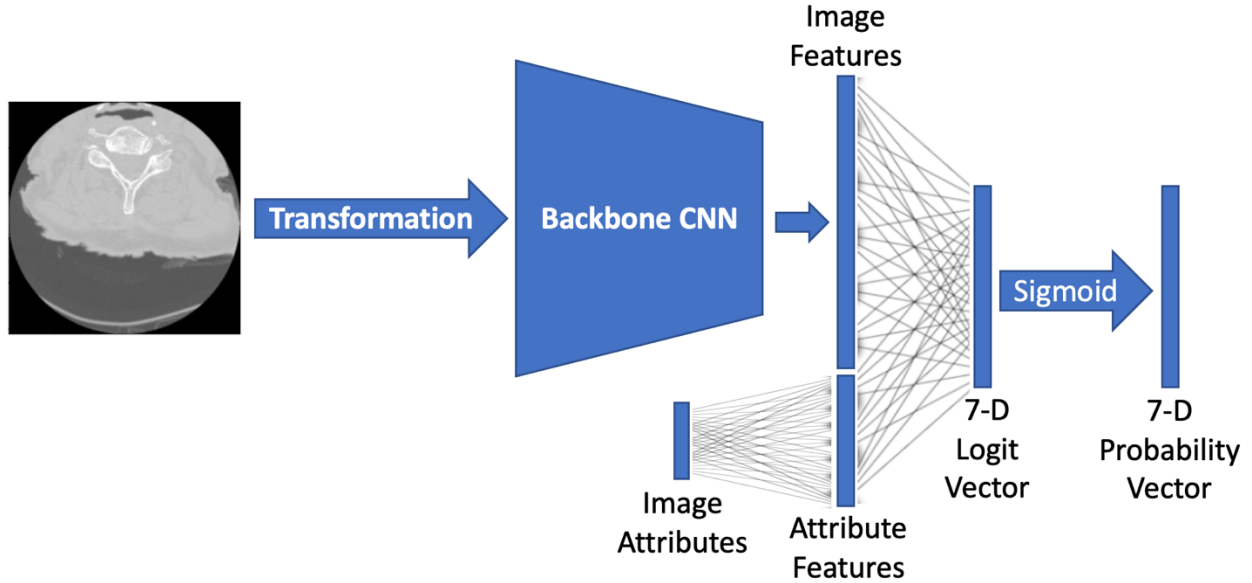 Image
Features
Transformation
Backbone CNN
Sigmoid
7-D
Logit
Vector
7-D
Probability
Vector
Image
Attributes
Attribute
Features